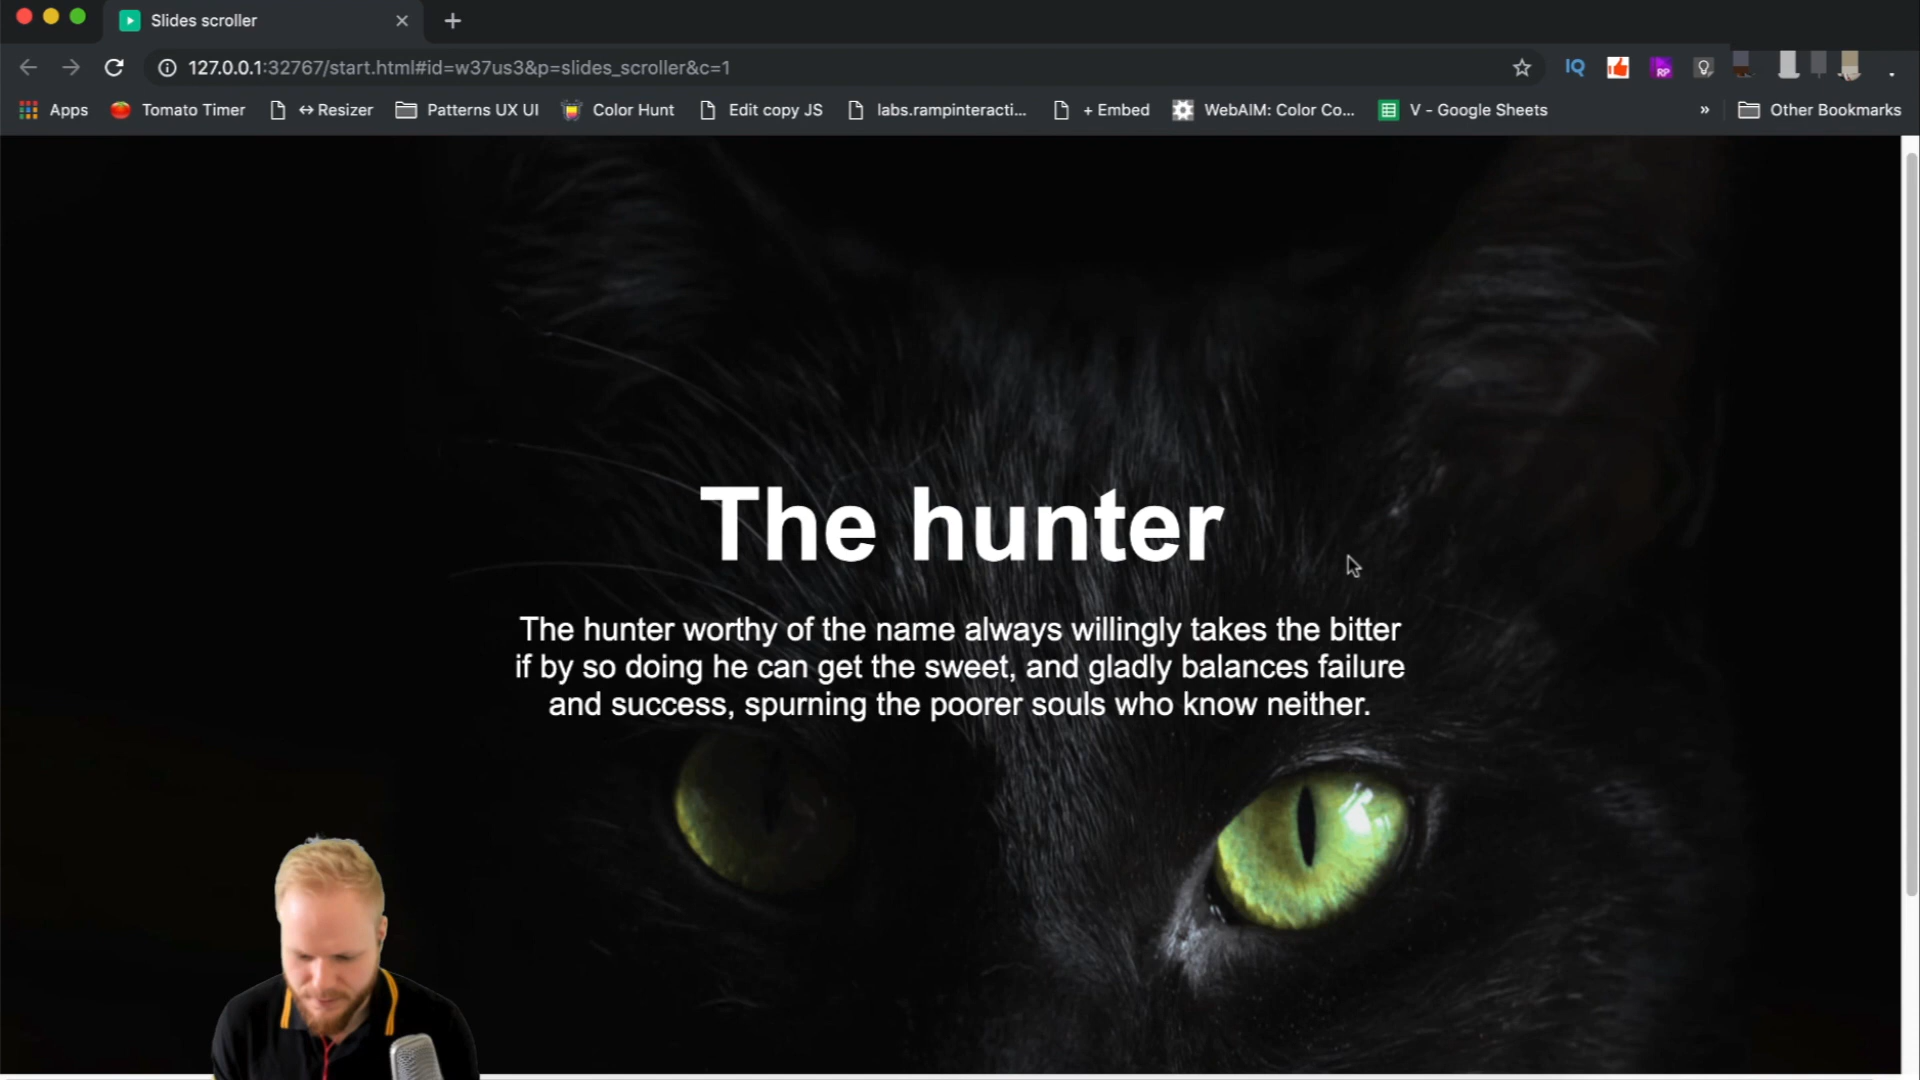 Slides scroller
127.0.0.1:32767/start.html#id=w37us3&p=slides_scroller&c=1
IQ
RP
Apps Tomato Timer ↔ Resizer Patterns UX UI Color Hunt Edit copy JS labs.rampinteracti... + Embed WebAIM: Color Co... V - Google Sheets » Other Bookmarks
The hunter
The hunter worthy of the name always willingly takes the bitter
if by so doing he can get the sweet, and gladly balances failure
and success, spurning the poorer souls who know neither.